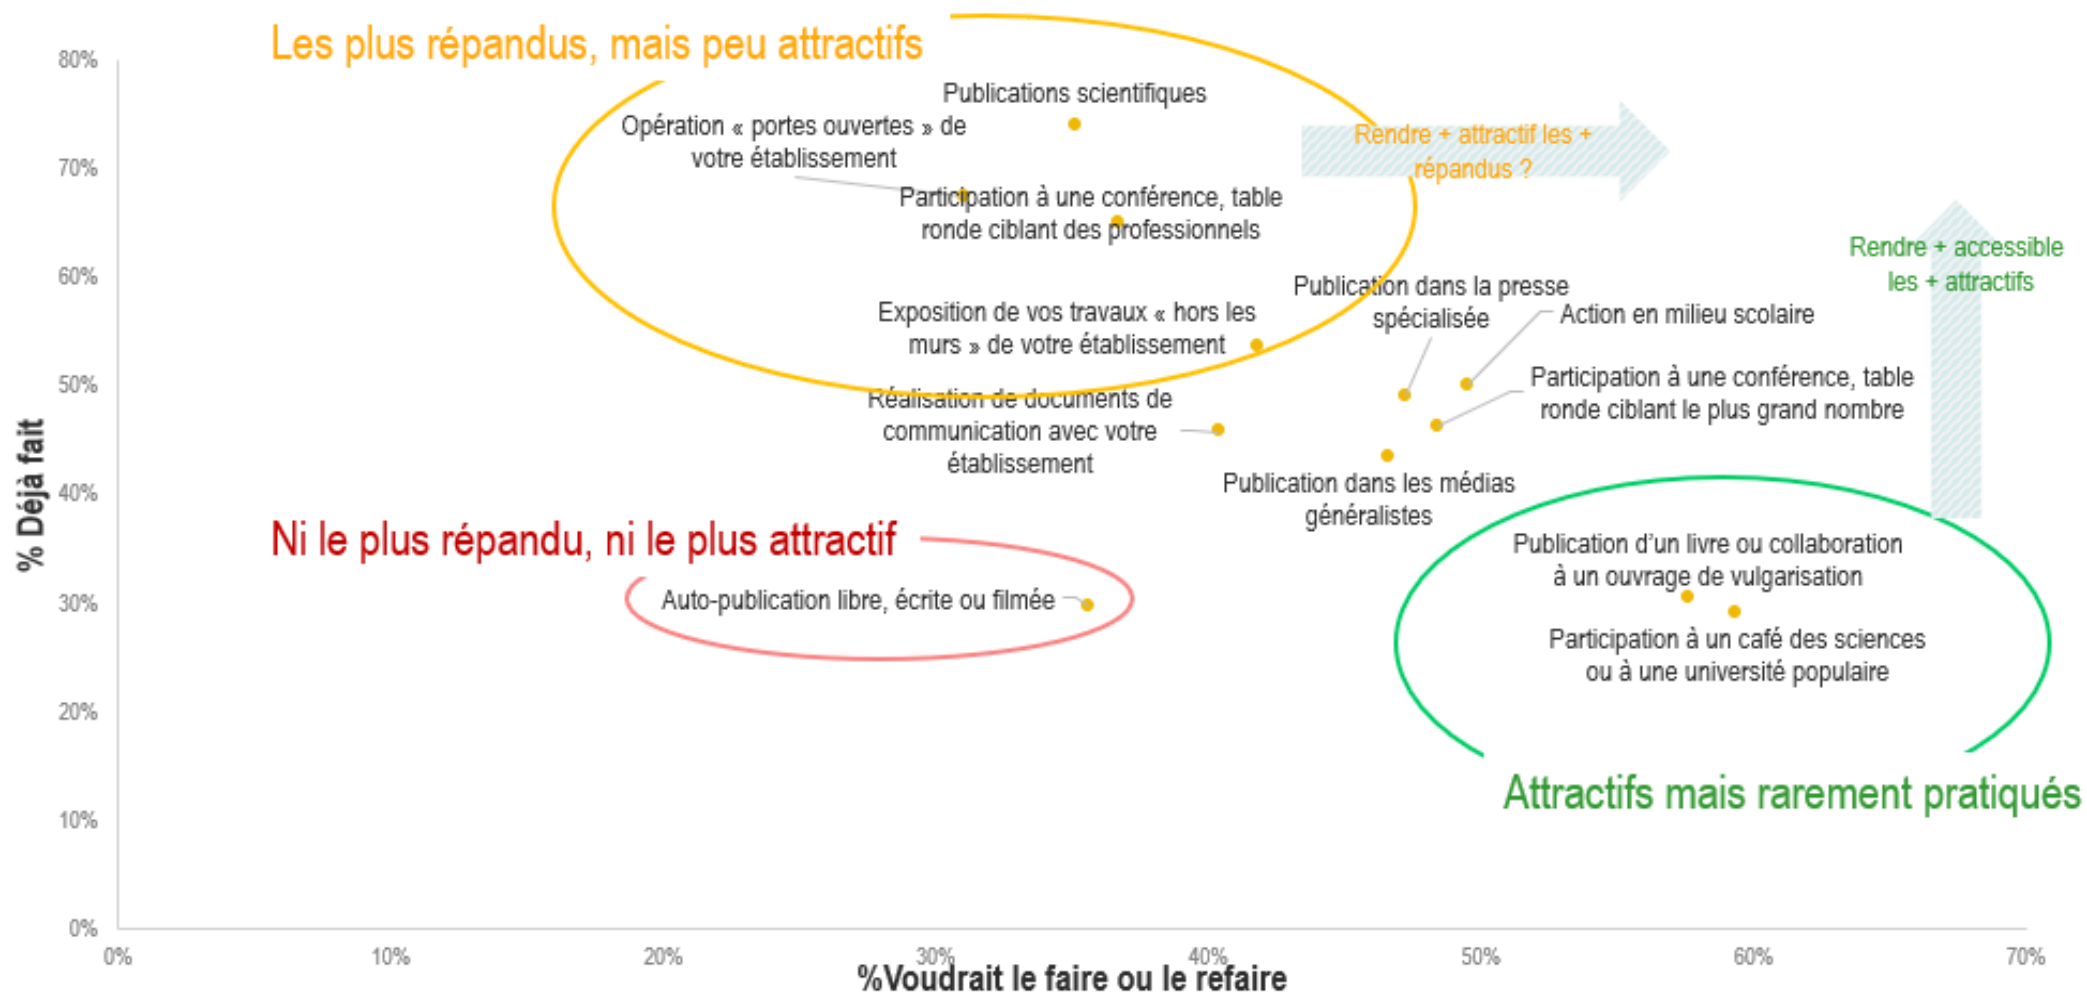 Les plus répandus, mais peu attractifs
80%
Publications scientifiques
Opération « portes ouvertes » de
votre établissement
Rendre + attractif les +
répandus ?
70%
Participation à une conférence, table
ronde ciblant des professionnels
Rendre + accessible
les + attractifs
60%
Publication dans la presse
spécialisée
Action en milieu scolaire
Exposition de vos travaux « hors les
murs » de votre établissement
50%
Participation à une conférence, table
ronde ciblant le plus grand nombre
Réalisation de documents de
communication avec votre
établissement
% Déjà fait
40%
Publication dans les médias
généralistes
Ni le plus répandu, ni le plus attractif
Publication d'un livre ou collaboration
à un ouvrage de vulgarisation
30%
Auto-publication libre, écrite ou filmée
Participation à un café des sciences
ou à une université populaire
20%
Attractifs mais rarement pratiqués
10%
0%
0%
10%
20%
30%
40%
50%
60%
70%
%Voudrait le faire ou le refaire